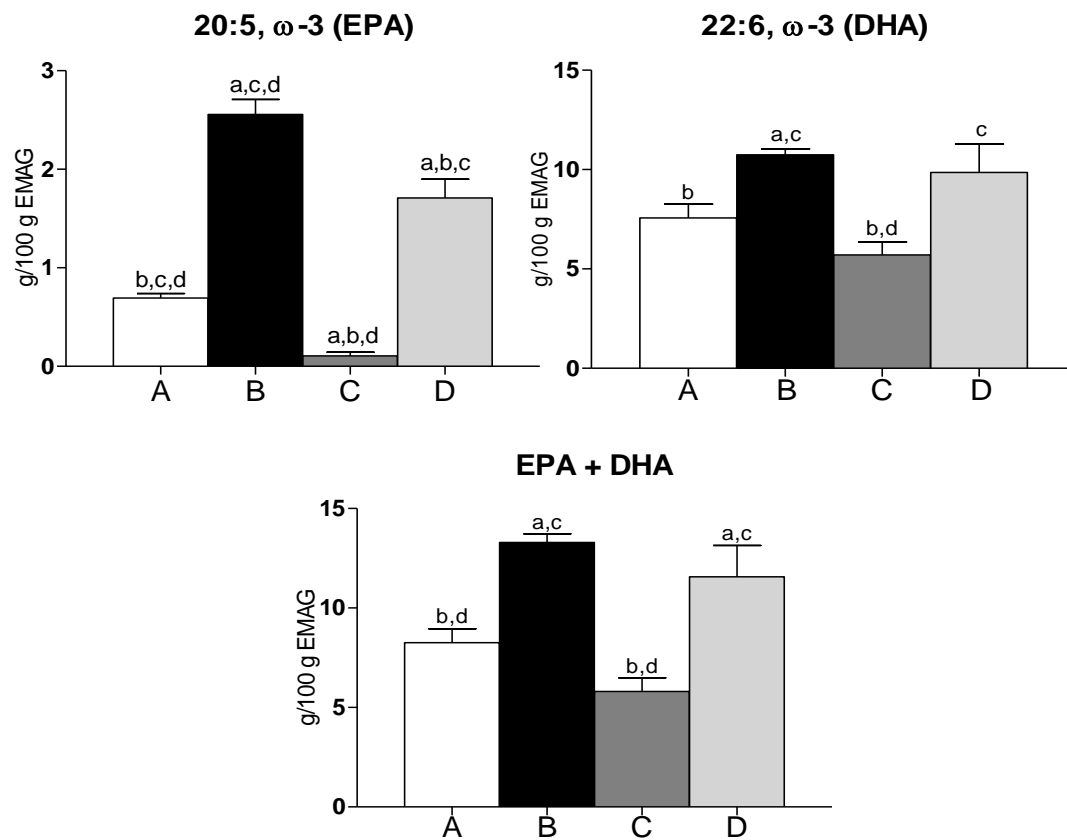 20:5, ω-3 (EPA)
g/100 g EMAG
3
2
1
0
b,c,d
a,c,d
a,b,d
a,b,c
A B C D
22:6, ω-3 (DHA)
g/100 g EMAG
15
10
5
0
b
a,c
b,d
c
A B C D
EPA + DHA
g/100 g EMAG
15
10
5
0
b,d
a,c
b,d
a,c
A B C D